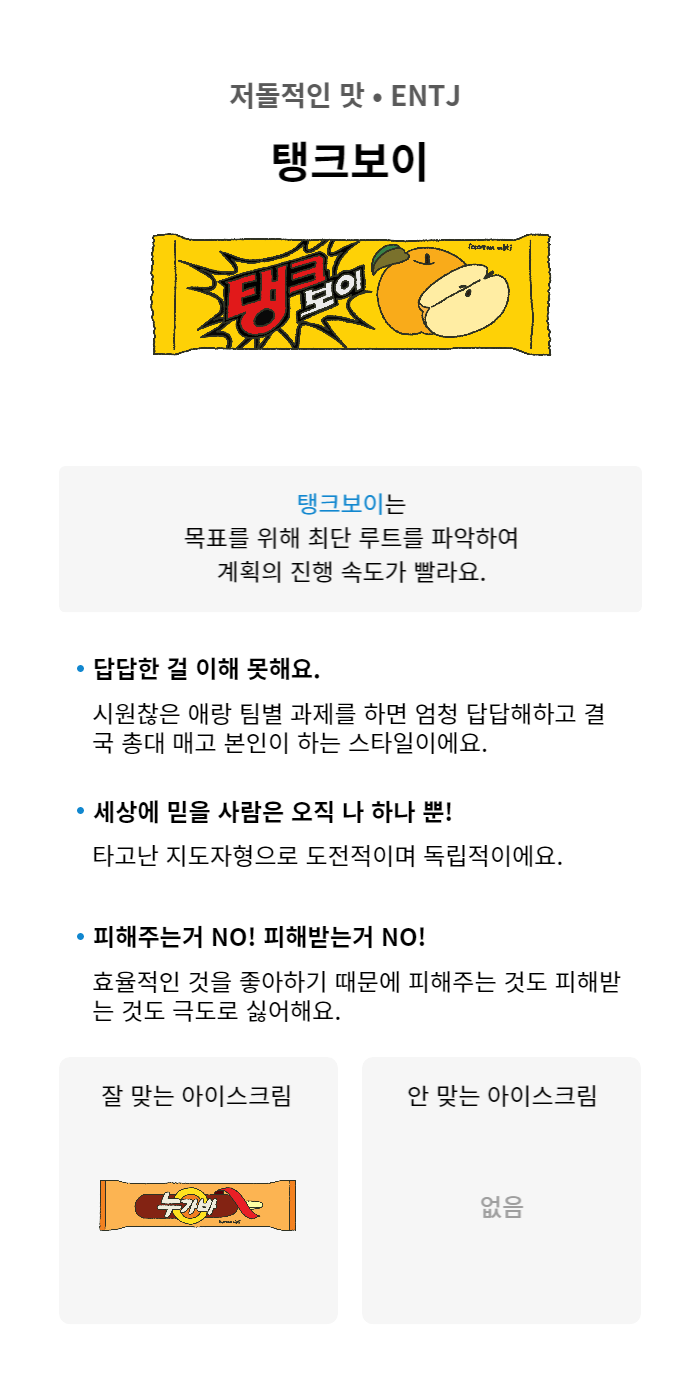 저돌적인 맛 • ENTJ
탱크보이
탱크
보이
탱크보이는
목표를 위해 최단 루트를 파악하여
계획의 진행 속도가 빨라요.
• 답답한 걸 이해 못해요.
시원찮은 애랑 팀별 과제를 하면 엄청 답답해하고 결
국 총대 매고 본인이 하는 스타일이에요.
• 세상에 믿을 사람은 오직 나 하나 뿐!
타고난 지도자형으로 도전적이며 독립적이에요.
• 피해주는거 NO! 피해받는거 NO!
효율적인 것을 좋아하기 때문에 피해주는 것도 피해받
는 것도 극도로 싫어해요.
잘 맞는 아이스크림
누가바
안 맞는 아이스크림
없음